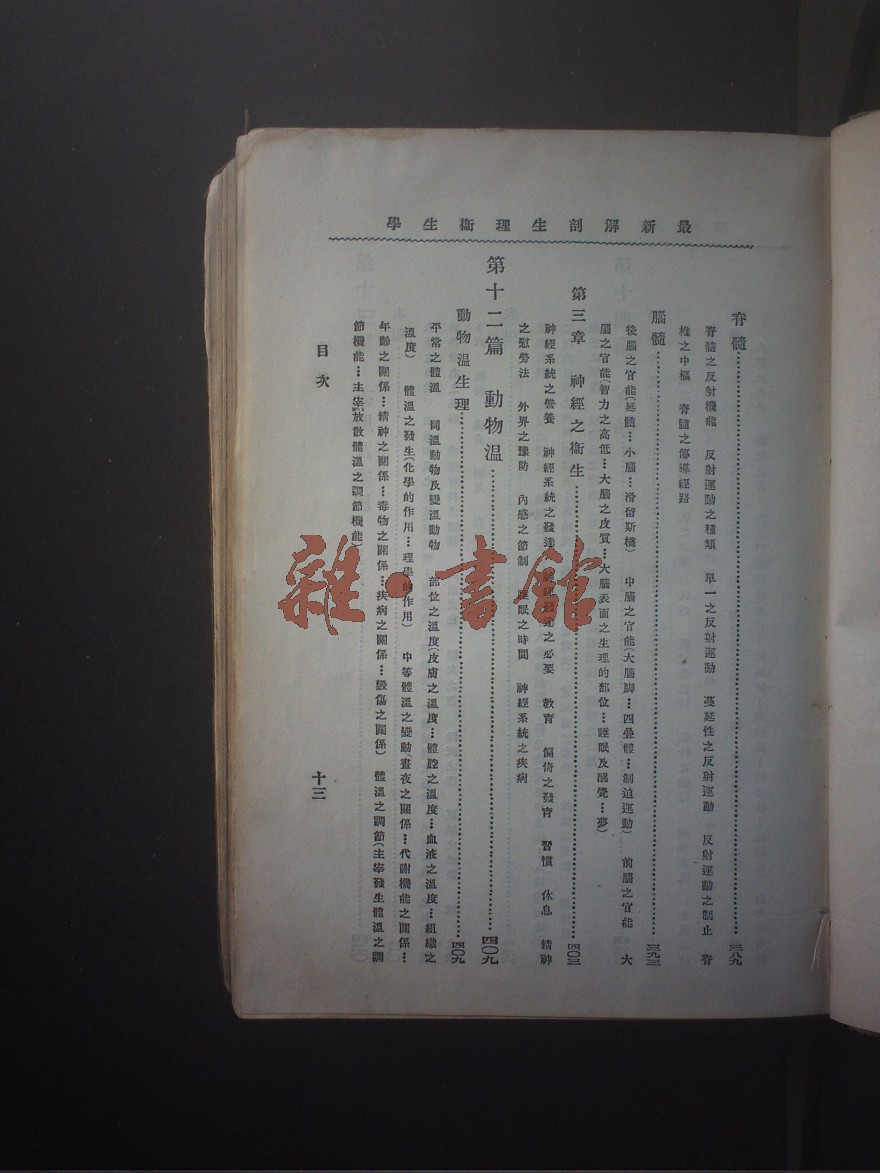 最新解剖生理衞生學
脊髓……三八九
脊髓之反射機能 反射運動之種類 單一之反射運動 蔓延性之反射運動 反射運動之制止 脊
椎之中樞 脊髓之傳導經路
腦髓……三九三
後腦之官能(延髓…小腦…滑留斯橋) 中腦之官能(大腦脚…四疊體…制迫運動) 前腦之官能 大
腦之官能(智力之高低…大腦之皮質…大腦表面之生理的部位…睡眠及醒覺…夢)
第三章 神經之衞生……四〇三
神經系統之營養 神經系統之發達 之必要 教育 偏倚之發育 習慣 休息 精神
之慰勞法 外界之豫防 內感之節制 睡眠之時間 神經系統之疾病
第十二篇 動物溫……四〇九
動物溫生理……四〇九
平常之體溫 同溫動物及變溫動物 部位之溫度(皮膚之溫度…體腔之溫度…血液之溫度…組織之
溫度) 體溫之發生(化學的作用…理學的作用) 中等體溫之變動(晝夜之關係…代謝機能之關係…
年齡之關係…精神之關係…毒物之關係…疾病之關係…毀傷之關係) 體溫之調節(主宰發生體溫之調
節機能…主宰放散體溫之調節機能)
目次
十三
雜·書館